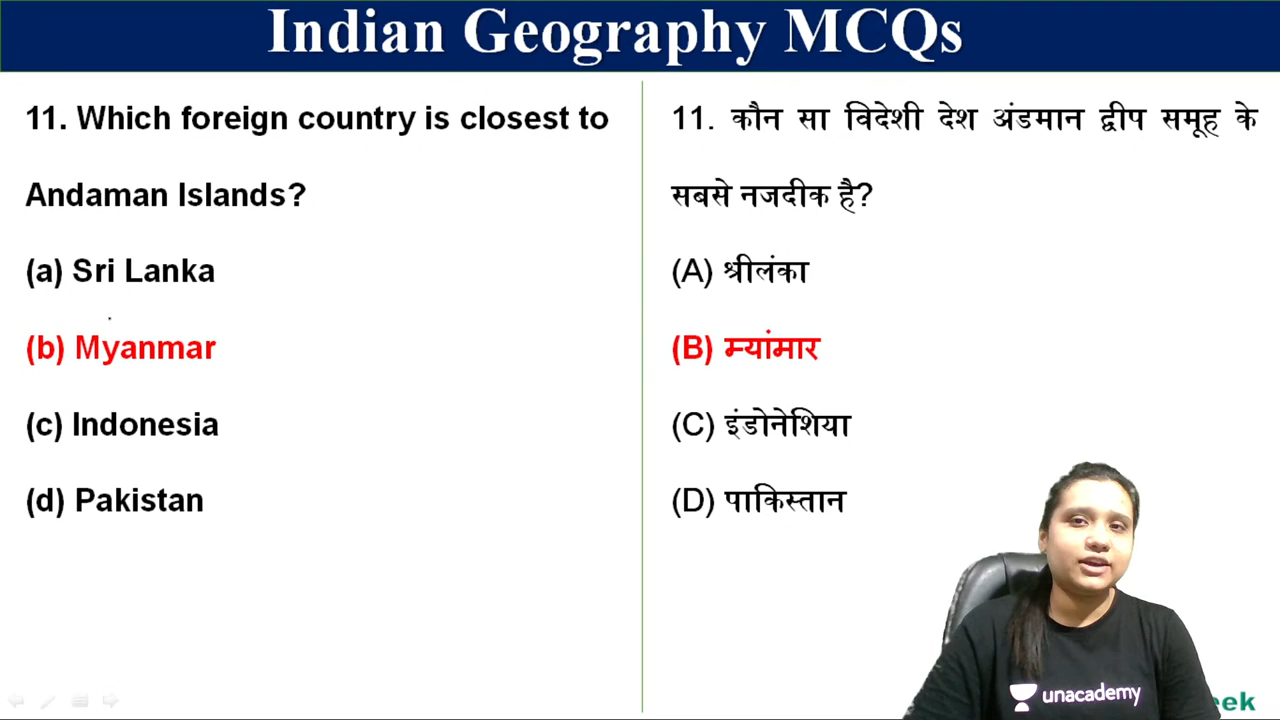 Indian Geography MCQs
11. Which foreign country is closest to
Andaman Islands?
(a) Sri Lanka
(b) Myanmar
(c) Indonesia
(d) Pakistan
11. कौन सा विदेशी देश अंडमान द्वीप समूह के
सबसे नजदीक है?
(A) श्रीलंका
(B) म्यांमार
(C) इंडोनेशिया
(D) पाकिस्तान
unacademy